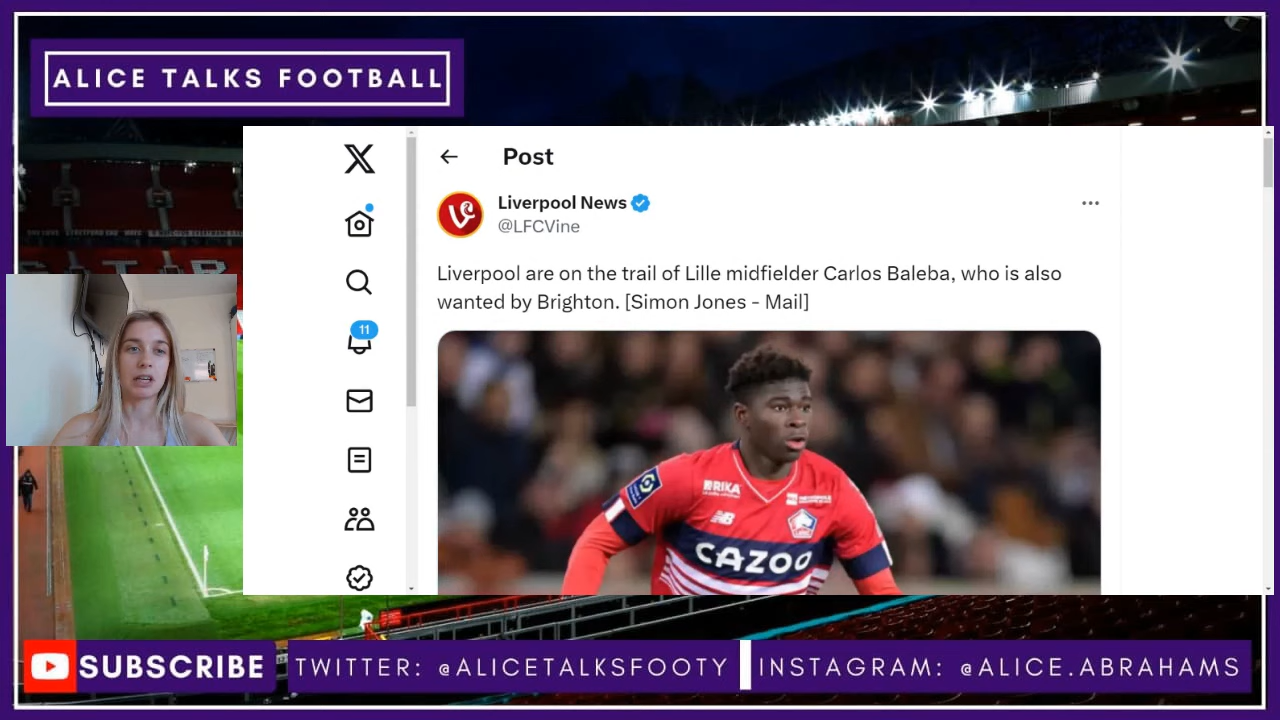 ALICE TALKS FOOTBALL
Post
Liverpool News
@LFCVine
Liverpool are on the trail of Lille midfielder Carlos Baleba, who is also
wanted by Brighton. [Simon Jones - Mail]
11
RIKA
CAZOO
SUBSCRIBE
TWITTER: @ALICETALKSFOOTY
INSTAGRAM: @ALICE.ABRAHAMS